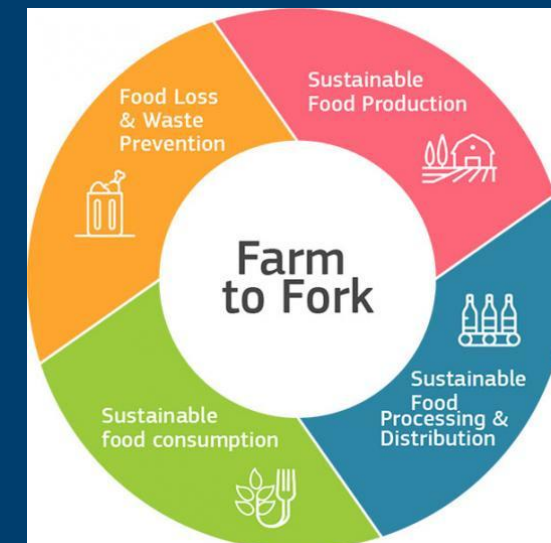 Food Loss
& Waste
Prevention
Sustainable
Food Production
Farm
to Fork
Sustainable
Food
Processing &
Distribution
Sustainable
food consumption